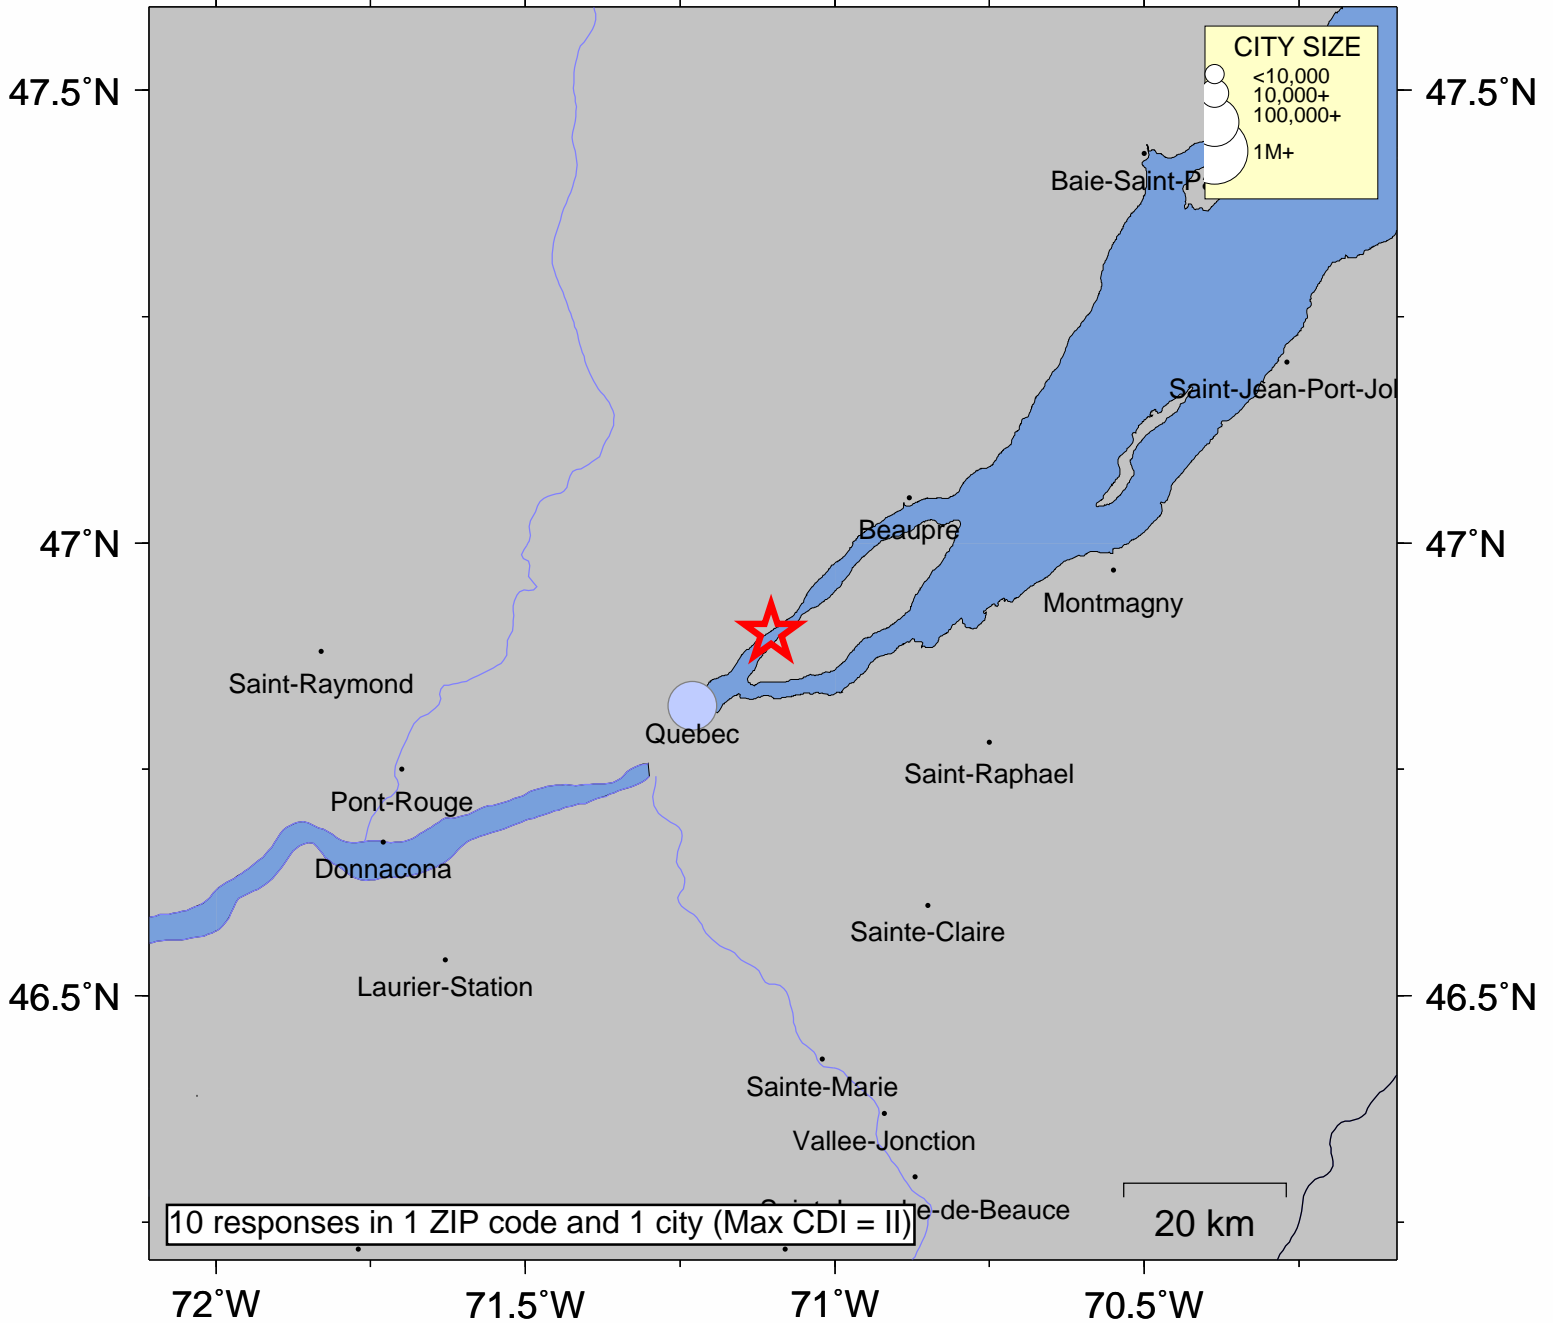 CITY SIZE
<10,000
10,000+
100,000+
1M+
47.5˚N
47.5˚N
Baie-Saint-P
Saint-Jean-Port-Jol
Beaupre
47˚N
47˚N
Montmagny
Saint-Raymond
Quebec
Saint-Raphael
Pont-Rouge
Donnacona
Sainte-Claire
Laurier-Station
46.5˚N
46.5˚N
Sainte-Marie
Vallee-Jonction
e-de-Beauce
10 responses in 1 ZIP code and 1 city (Max CDI = II)
20 km
72˚W
71.5˚W
71˚W
70.5˚W